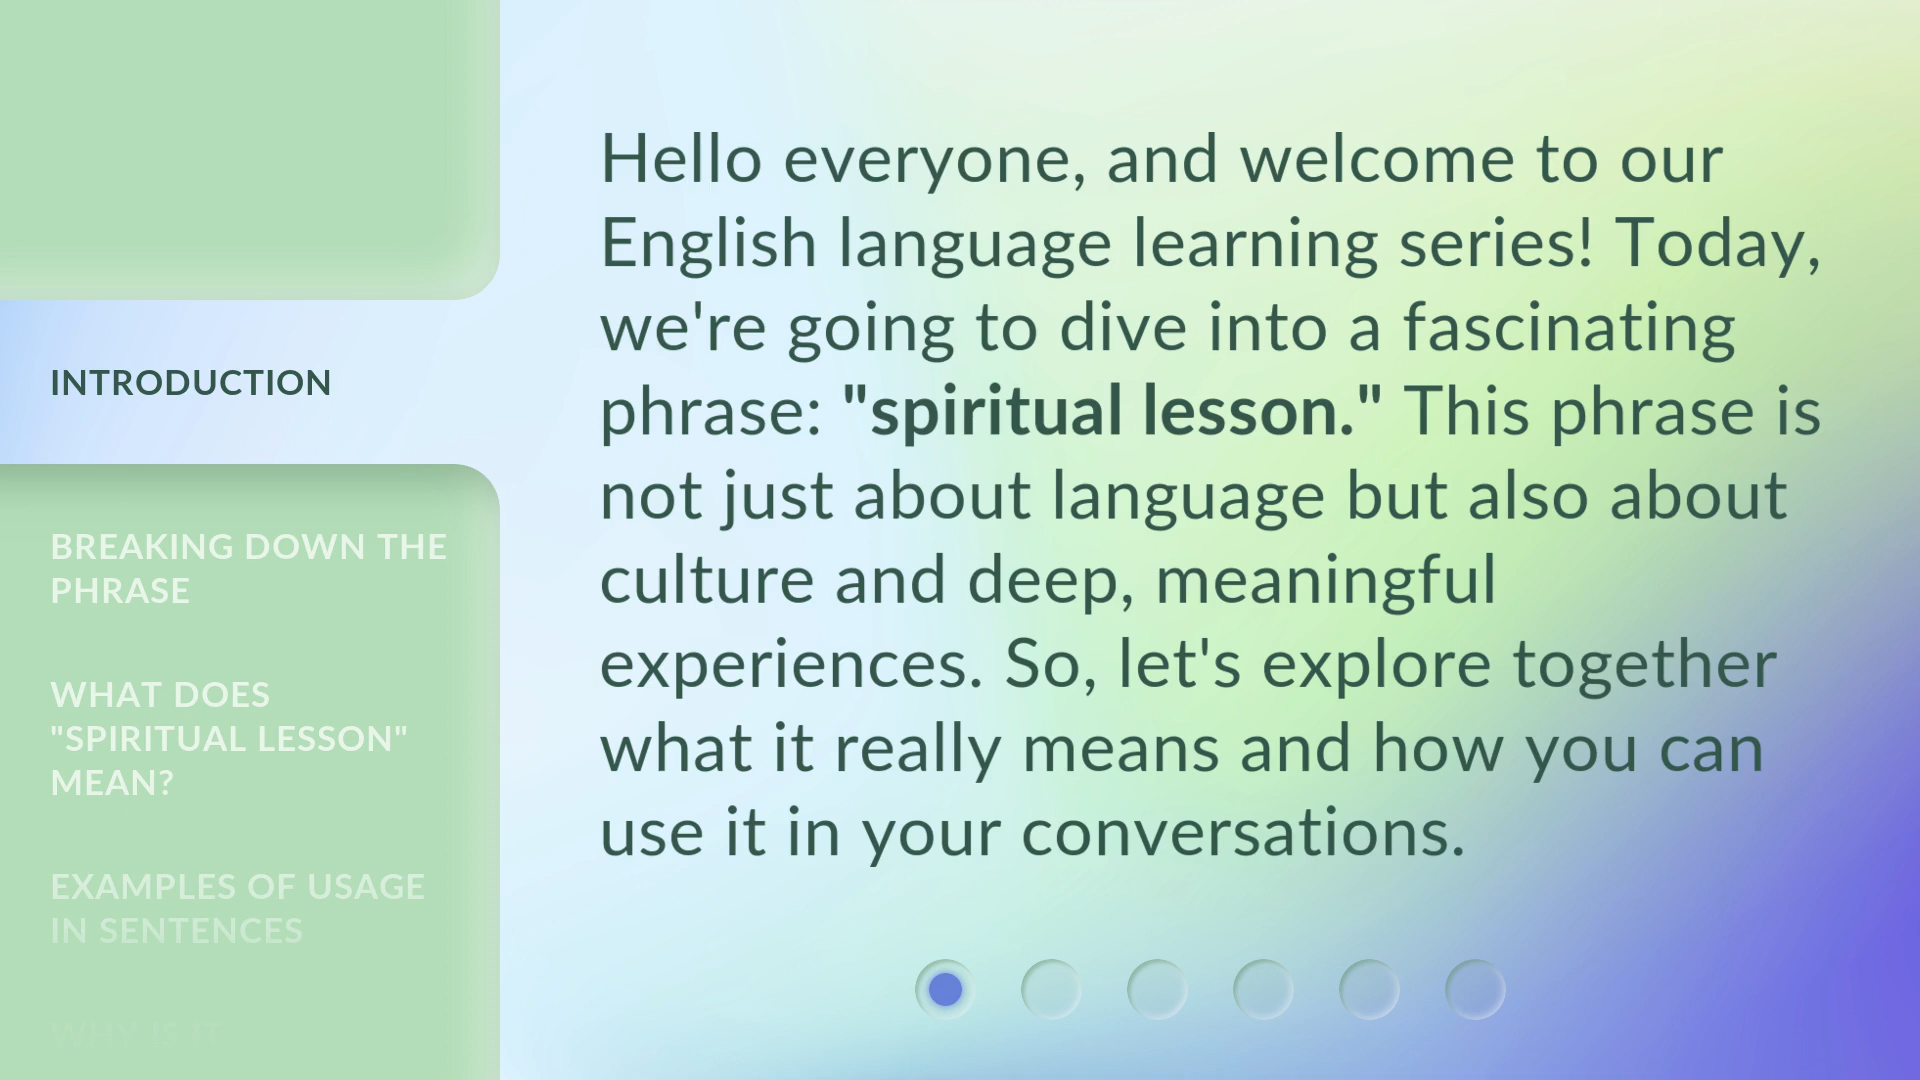 INTRODUCTION
BREAKING DOWN THE
PHRASE
WHAT DOES
"SPIRITUAL LESSON"
MEAN?
EXAMPLES OF USAGE
IN SENTENCES
WHY IS IT
Hello everyone, and welcome to our
English language learning series! Today,
we're going to dive into a fascinating
phrase: "spiritual lesson." This phrase is
not just about language but also about
culture and deep, meaningful
experiences. So, let's explore together
what it really means and how you can
use it in your conversations.